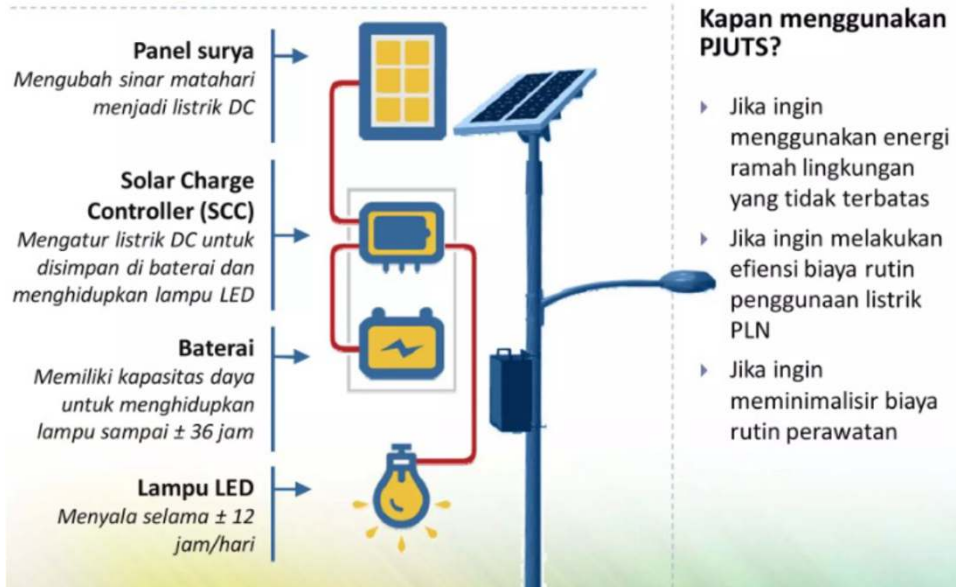 Panel surya
Mengubah sinar matahari
menjadi listrik DC
Solar Charge
Controller (SCC)
Mengatur listrik DC untuk
disimpan di baterai dan
menghidupkan lampu LED
Baterai
Memiliki kapasitas daya
untuk menghidupkan
lampu sampai ± 36 jam
Lampu LED
Menyala selama ± 12
jam/hari
Kapan menggunakan
PJUTS?
Jika ingin
menggunakan energi
ramah lingkungan
yang tidak terbatas
Jika ingin melakukan
efiensi biaya rutin
penggunaan listrik
PLN
Jika ingin
meminimalisir biaya
rutin perawatan